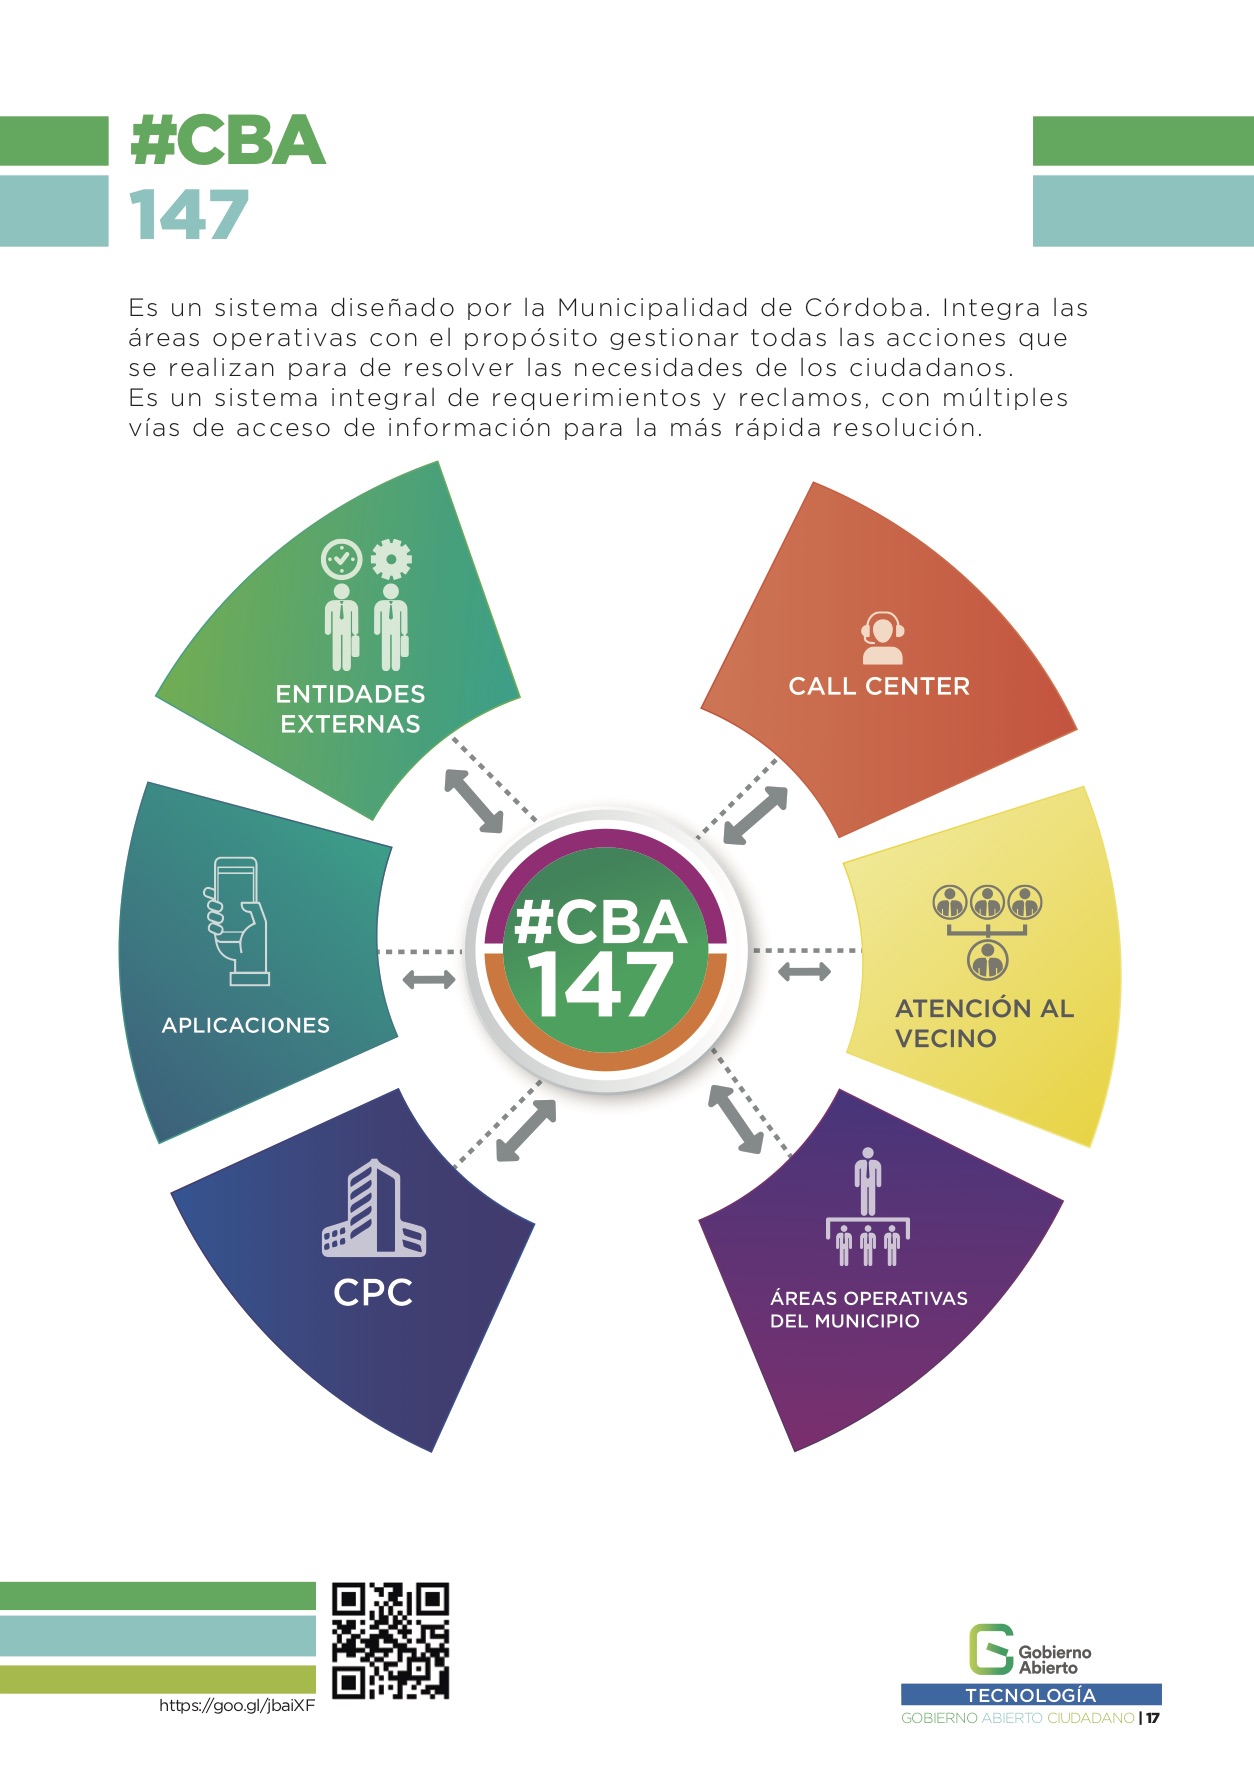 #CBA
147
Es un sistema diseñado por la Municipalidad de Córdoba. Integra las
áreas operativas con el propósito gestionar todas las acciones que
se realizan para de resolver las necesidades de los ciudadanos.
Es un sistema integral de requerimientos y reclamos, con múltiples
vías de acceso de información para la más rápida resolución.
ENTIDADES
EXTERNAS
CALL CENTER
APLICACIONES
#CBA
147
ATENCIÓN AL
VECINO
CPC
ÁREAS OPERATIVAS
DEL MUNICIPIO
https://goo.gl/jbaiXF
Gobierno
Abierto
TECNOLOGÍA
GOBIERNO ABIERTO CIUDADANO | 17